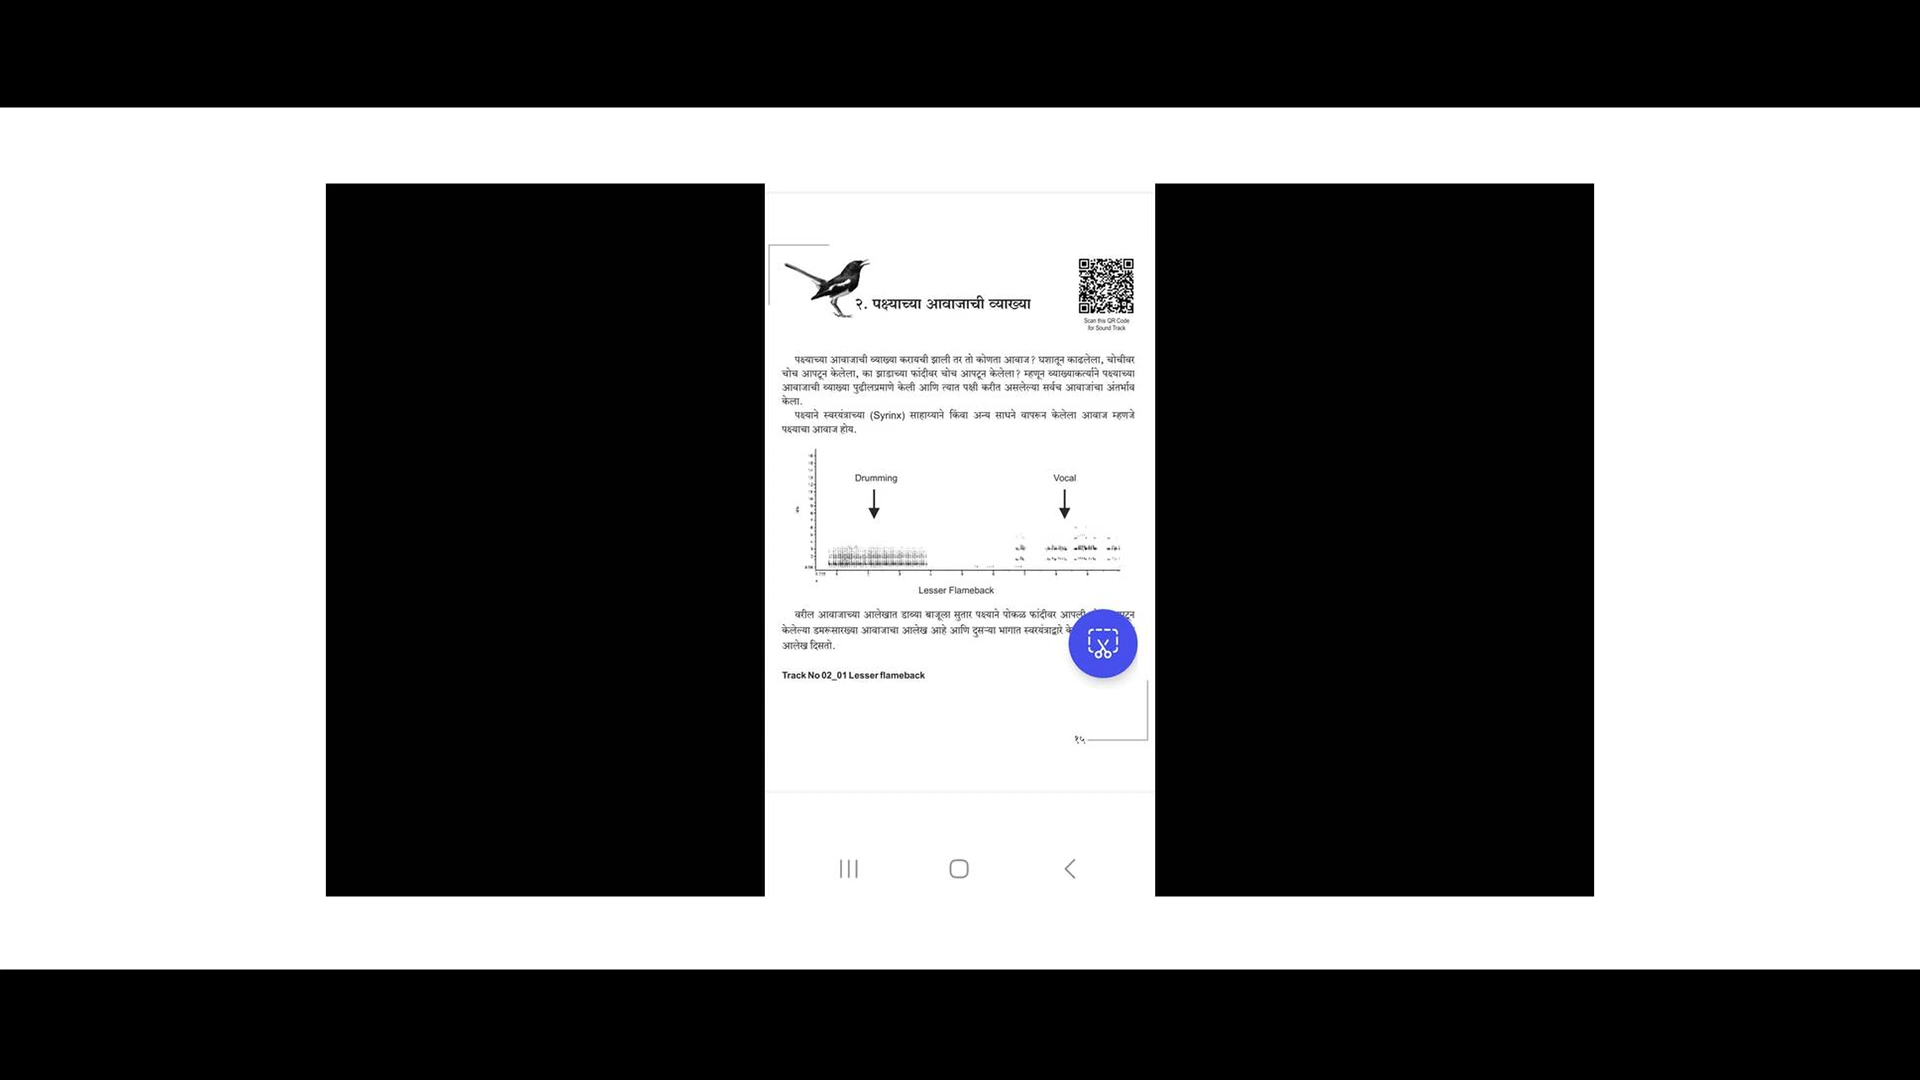 २. पक्ष्याच्या आवाजाची व्याख्या
Scan this QR Code
for Sound Track
पक्ष्याच्या आवाजाची व्याख्या करायची झाली तर तो कोणता आवाज? घशातून काढलेला, चोचीवर
चोच आपटून केलेला, का झाडाच्या फांदीवर चोच आपटून केलेला? म्हणून व्याख्याकर्त्याने पक्ष्याच्या
आवाजाची व्याख्या पुढीलप्रमाणे केली आणि त्यात पक्षी करीत असलेल्या सर्वच आवाजांचा अंतर्भाव
केला.
पक्ष्याने स्वरयंत्राच्या (Syrinx) साहाय्याने किंवा अन्य साधने वापरून केलेला आवाज म्हणजे
पक्ष्याचा आवाज होय.
Drumming
Vocal
Lesser Flameback
वरील आवाजाच्या आलेखात डाव्या बाजूला सुतार पक्ष्याने पोकळ फांदीवर आपली
केलेल्या डमरूसारख्या आवाजाचा आलेख आहे आणि दुसऱ्या भागात स्वरयंत्राद्वारे
आलेख दिसतो.
Track No 02_01 Lesser flameback
१५